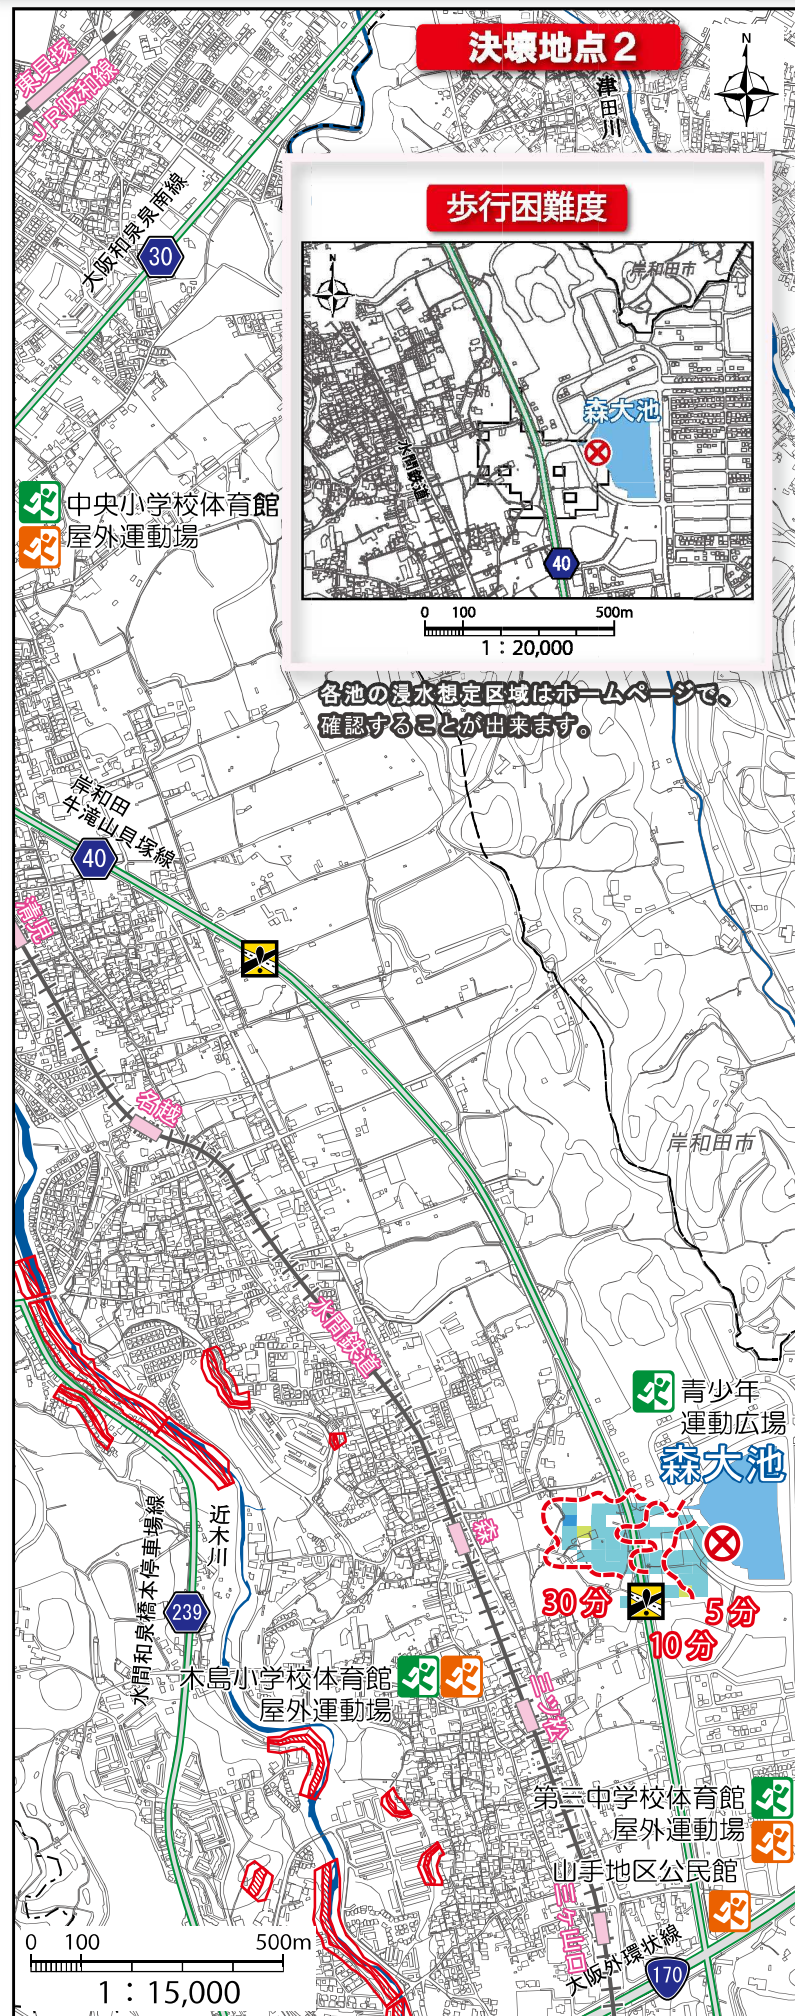 決壊地点２
N
津田川
東貝塚
ＪＲ阪和線
大阪和泉泉南線
30
歩行困難度
N
岸和田市
森大池
水間鉄道
40
0 100 500m
1：20,000
各池の浸水想定区域はホームページで、
確認することが出来ます。
中央小学校体育館
屋外運動場
岸和田
牛滝山貝塚線
40
清児
名越
岸和田市
水間鉄道
青少年
運動広場
森大池
森
30分
5分
10分
近木川
水間和泉橋本停車場線
239
木島小学校体育館
屋外運動場
三ツ松
第三中学校体育館
屋外運動場
山手地区公民館
三ヶ山口
大阪外環状線
170
0 100 500m
1：15,000